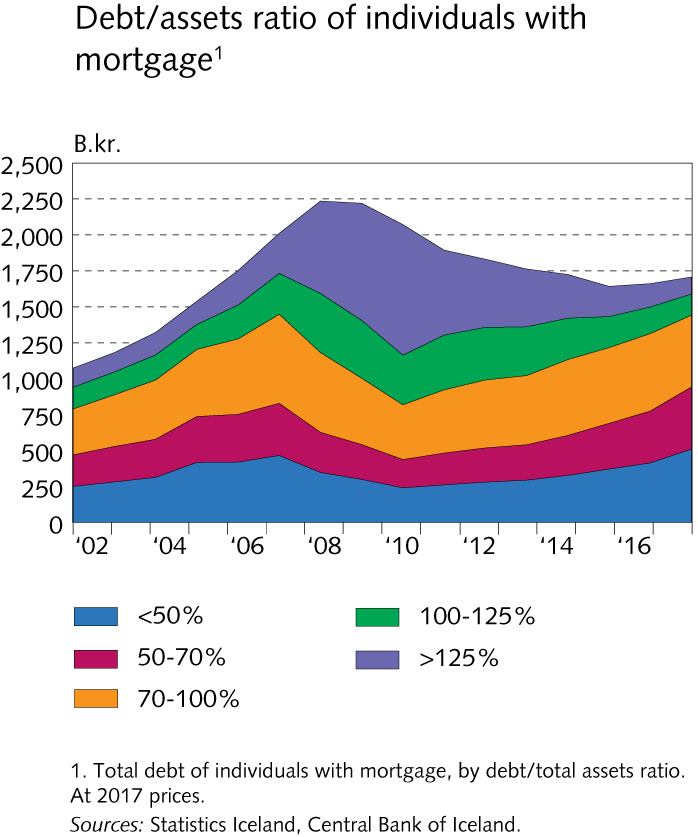 Debt/assets ratio of individuals with
mortgage¹
B.kr.
2,500
2,250
2,000
1,750
1,500
1,250
1,000
750
500
250
0
‘02 ‘04 ‘06 ‘08 ‘10 ‘12 ‘14 ‘16
<50% 100-125%
50-70% >125%
70-100%
1. Total debt of individuals with mortgage, by debt/total assets ratio.
At 2017 prices.
Sources: Statistics Iceland, Central Bank of Iceland.